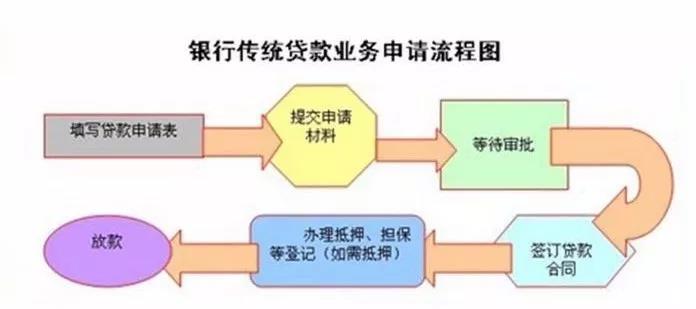 银行传统贷款业务申请流程图
填写贷款申请表
提交申请
材料
等待审批
签订贷款
合同
办理抵押、担保
等登记（如需抵押）
放款